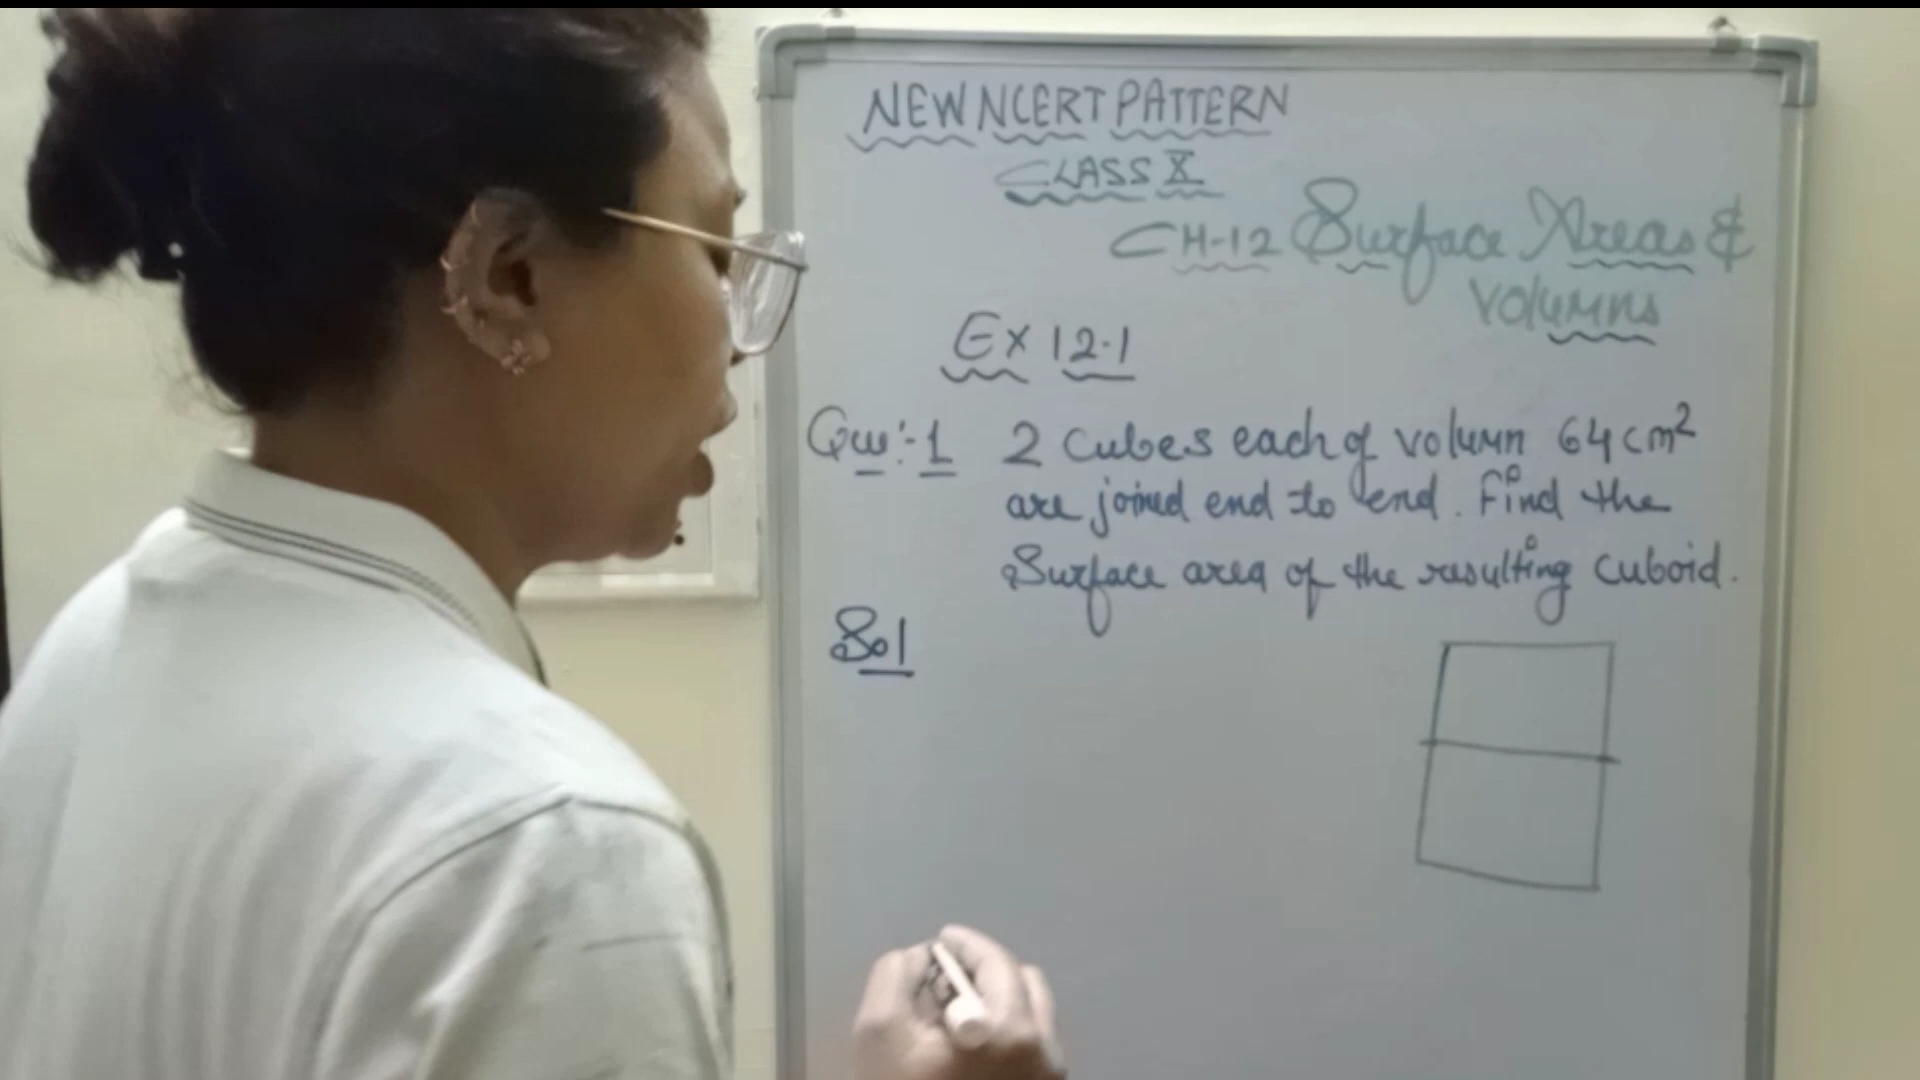 NEW NCERT PATTERN
CLASS X
CH-12 Surface Areas &
Volumns
Ex 12.1
Qu:-1 2 Cubes each of volumn 64 cm²
are joined end to end. Find the
Surface area of the resulting cuboid.
Sol